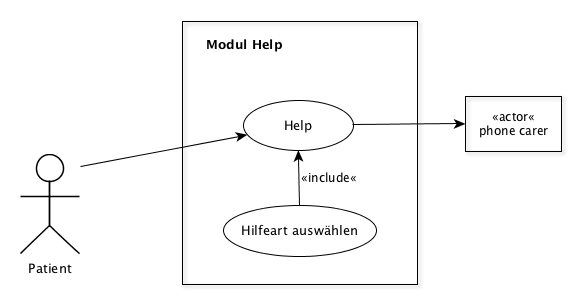 Modul Help
Help
«actor«
phone carer
«include«
Hilfeart auswählen
Patient